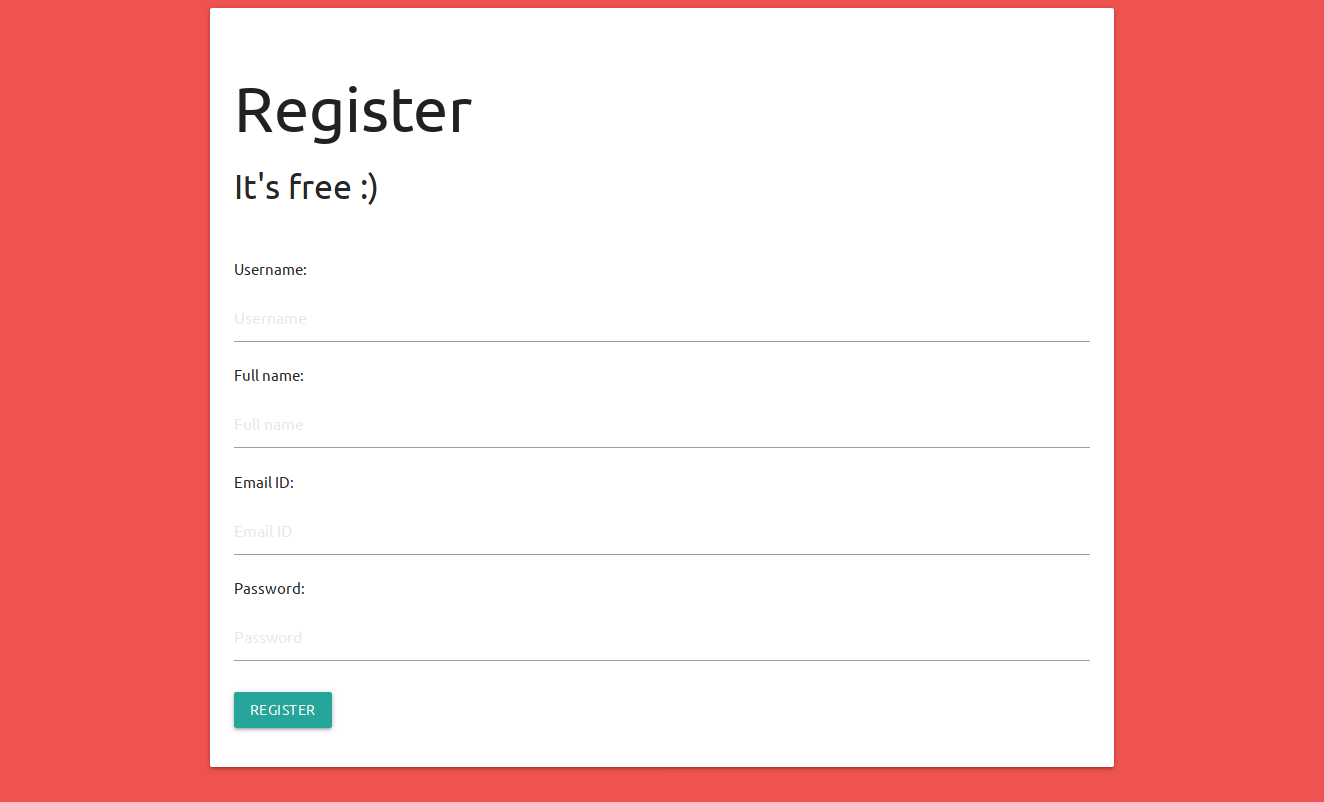 Register
It's free :)
Username:
Username
Full name:
Full name
Email ID:
Email ID
Password:
Password
REGISTER